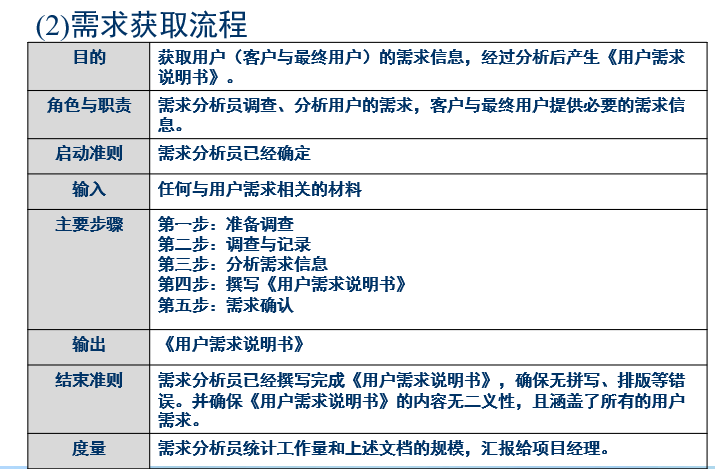 (2)需求获取流程
目的
获取用户（客户与最终用户）的需求信息，经过分析后产生《用户需求
说明书》。
角色与职责
需求分析员调查、分析用户的需求，客户与最终用户提供必要的需求信
息。
启动准则
需求分析员已经确定
输入
任何与用户需求相关的材料
主要步骤
第一步：准备调查
第二步：调查与记录
第三步：分析需求信息
第四步：撰写《用户需求说明书》
第五步：需求确认
输出
《用户需求说明书》
结束准则
需求分析员已经撰写完成《用户需求说明书》，确保无拼写、排版等错
误。并确保《用户需求说明书》的内容无二义性，且涵盖了所有的用户
需求。
度量
需求分析员统计工作量和上述文档的规模，汇报给项目经理。